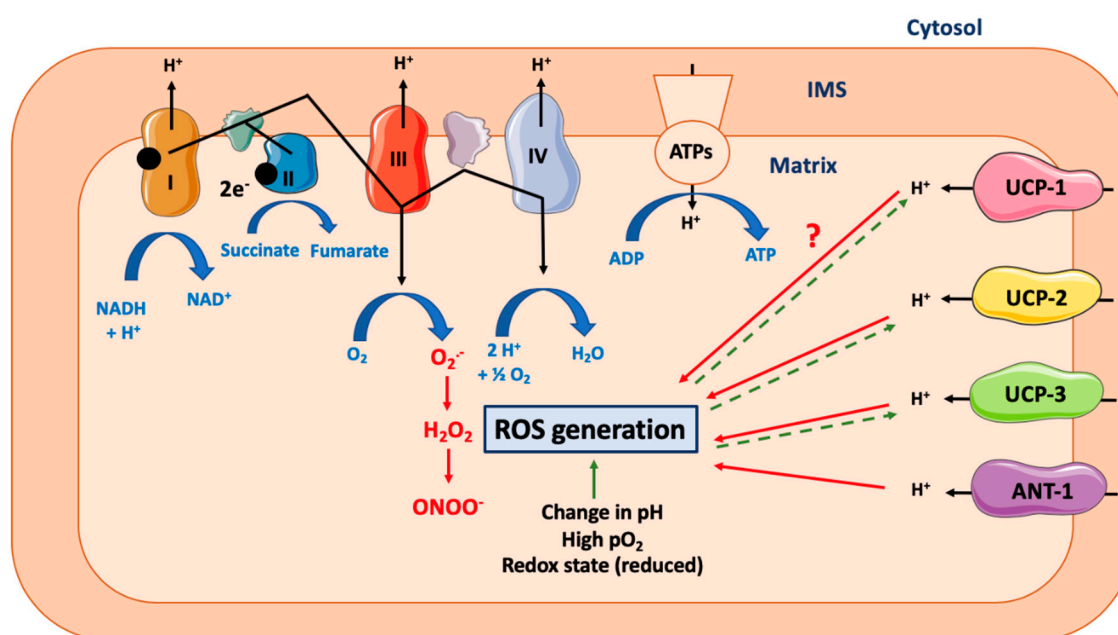 Cytosol
IMS
Matrix
H⁺
H⁺
H⁺
I
II
III
IV
ATPs
2e⁻
H⁺
Succinate
Fumarate
ADP
ATP
NADH
+ H⁺
NAD⁺
O₂
O₂·⁻
2 H⁺
+ ½ O₂
H₂O
H₂O₂
ONOO⁻
ROS generation
Change in pH
High pO₂
Redox state (reduced)
?
H⁺
UCP-1
H⁺
UCP-2
H⁺
UCP-3
H⁺
ANT-1